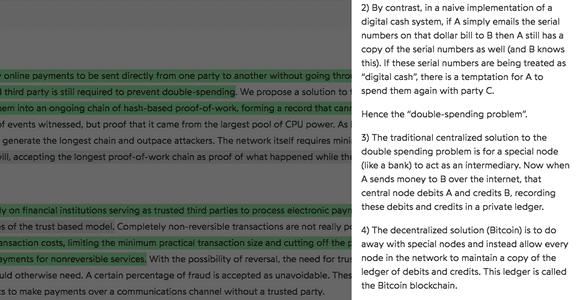 online payments to be sent directly from one party to another without going thro
third party is still required to prevent double-spending. We propose a solution to
em into an ongoing chain of hash-based proof-of-work, forming a record that can
of events witnessed, but proof that it came from the largest pool of CPU power. As
generate the longest chain and outpace attackers. The network itself requires mini
will, accepting the longest proof-of-work chain as proof of what happened while the
ly on financial institutions serving as trusted third parties to process electronic payn
es of the trust based model. Completely non-reversible transactions are not really po
ansaction costs, limiting the minimum practical transaction size and cutting off the p
ayments for nonreversible services. With the possibility of reversal, the need for trus
uld otherwise need. A certain percentage of fraud is accepted as unavoidable. These
ts to make payments over a communications channel without a trusted party.
2) By contrast, in a naive implementation of a
digital cash system, if A simply emails the serial
numbers on that dollar bill to B then A still has a
copy of the serial numbers as well (and B knows
this). If these serial numbers are being treated as
“digital cash”, there is a temptation for A to
spend them again with party C.
Hence the “double-spending problem”.
3) The traditional centralized solution to the
double spending problem is for a special node
(like a bank) to act as an intermediary. Now when
A sends money to B over the internet, that
central node debits A and credits B, recording
these debits and credits in a private ledger.
4) The decentralized solution (Bitcoin) is to do
away with special nodes and instead allow every
node in the network to maintain a copy of the
ledger of debits and credits. This ledger is called
the Bitcoin blockchain.